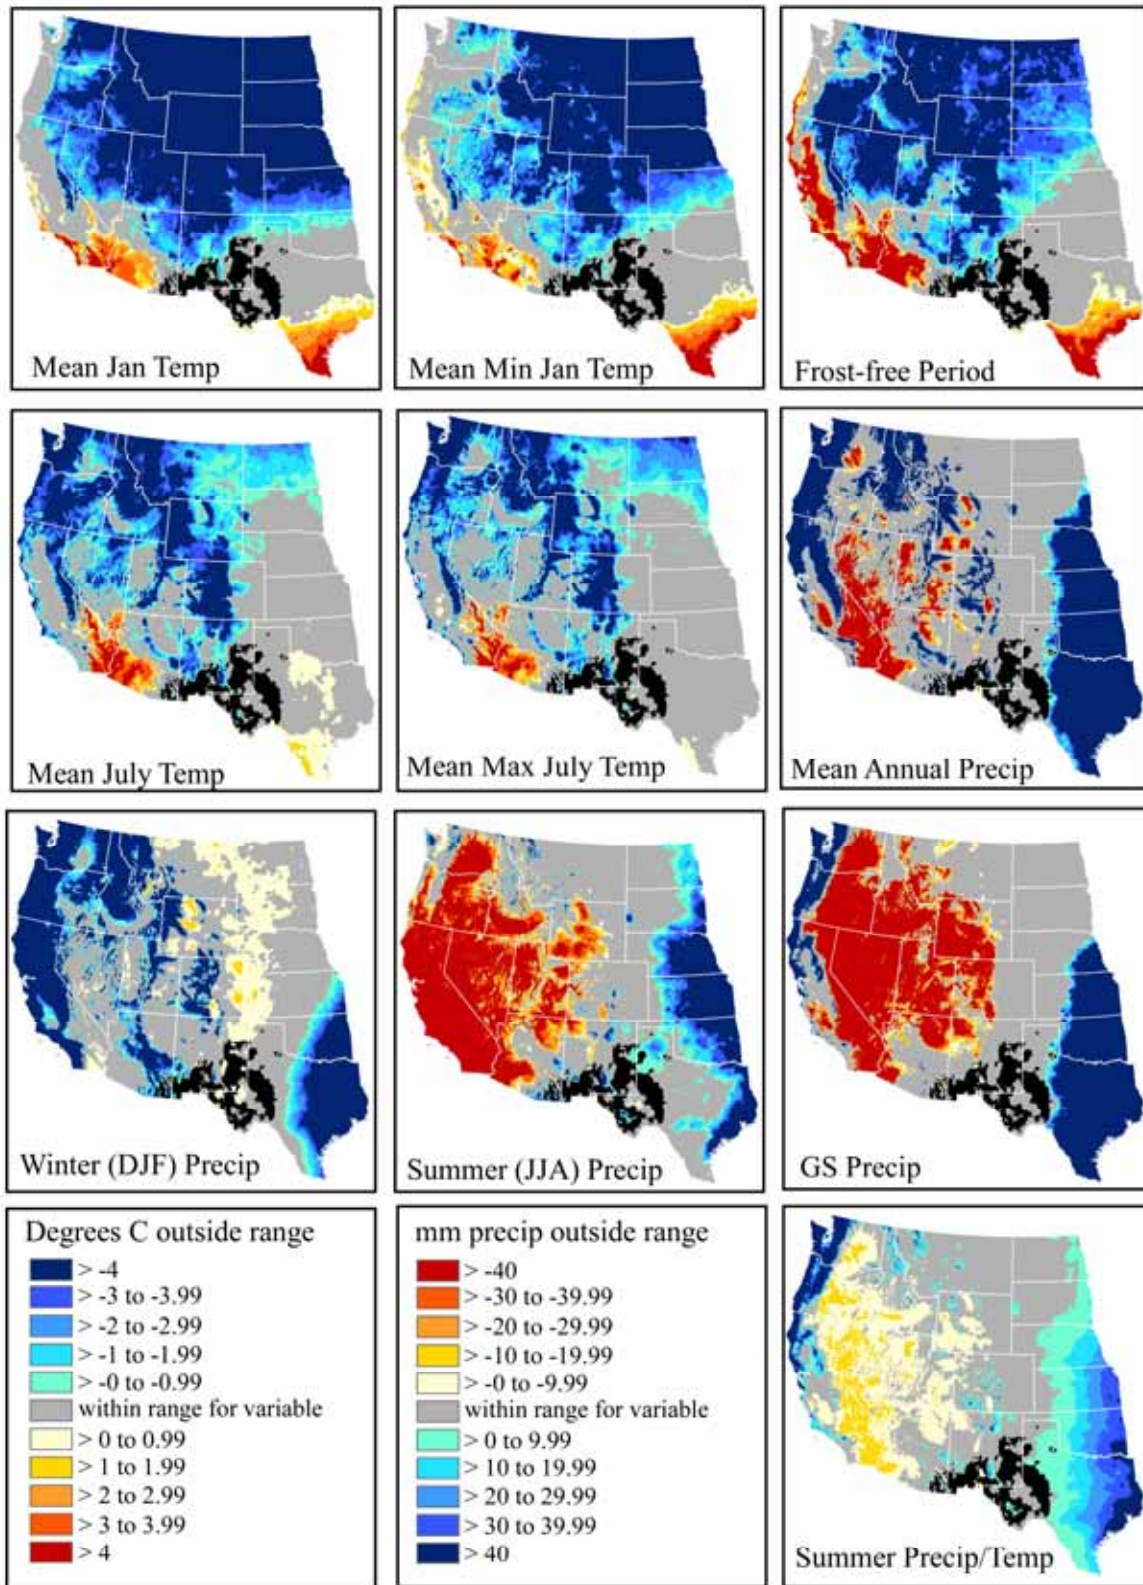 Mean Jan Temp
Mean Min Jan Temp
Frost-free Period
Mean July Temp
Mean Max July Temp
Mean Annual Precip
Winter (DJF) Precip
Summer (JJA) Precip
GS Precip
Degrees C outside range
> -4
> -3 to -3.99
> -2 to -2.99
> -1 to -1.99
> -0 to -0.99
within range for variable
> 0 to 0.99
> 1 to 1.99
> 2 to 2.99
> 3 to 3.99
> 4
mm precip outside range
> -40
> -30 to -39.99
> -20 to -29.99
> -10 to -19.99
> -0 to -9.99
within range for variable
> 0 to 9.99
> 10 to 19.99
> 20 to 29.99
> 30 to 39.99
> 40
Summer Precip/Temp